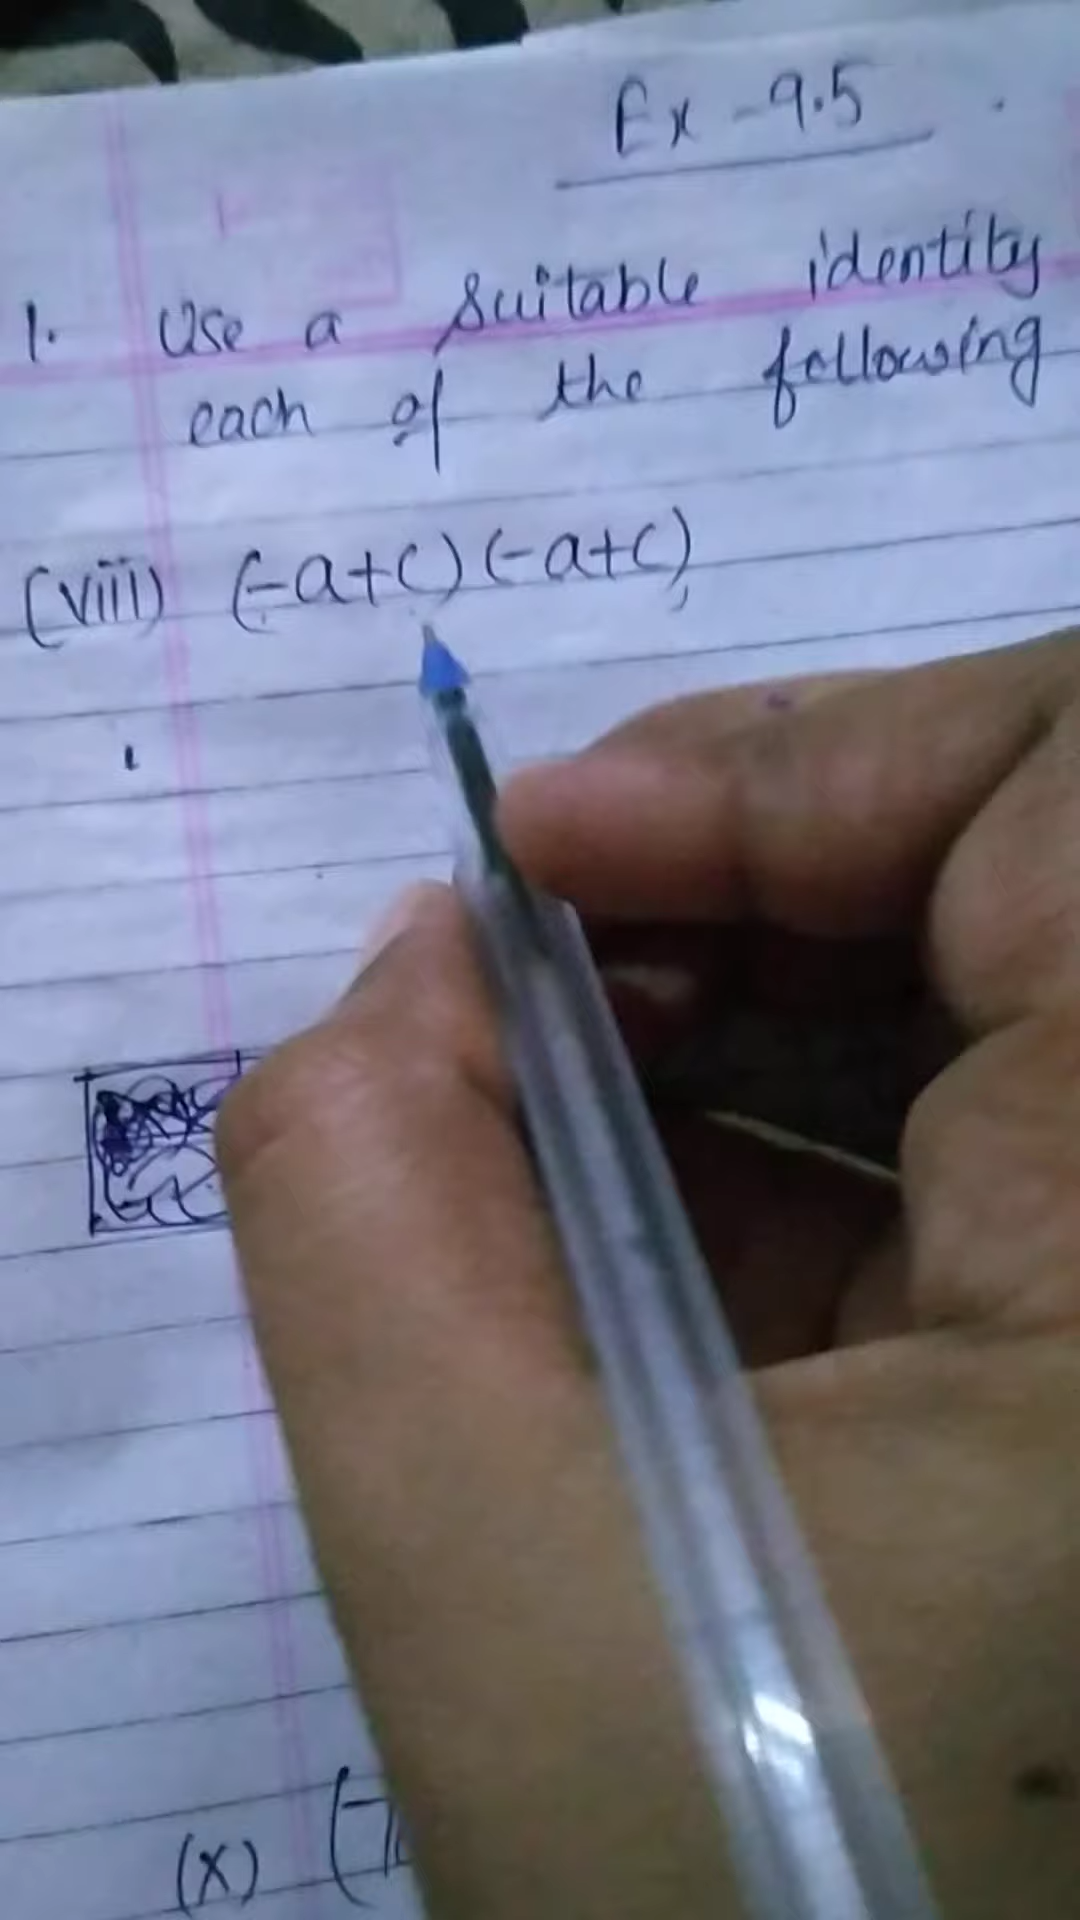 Ex - 9.5
1. Use a suitable identity
each of the following
(viii) (-a+c)(-a+c)
(x)